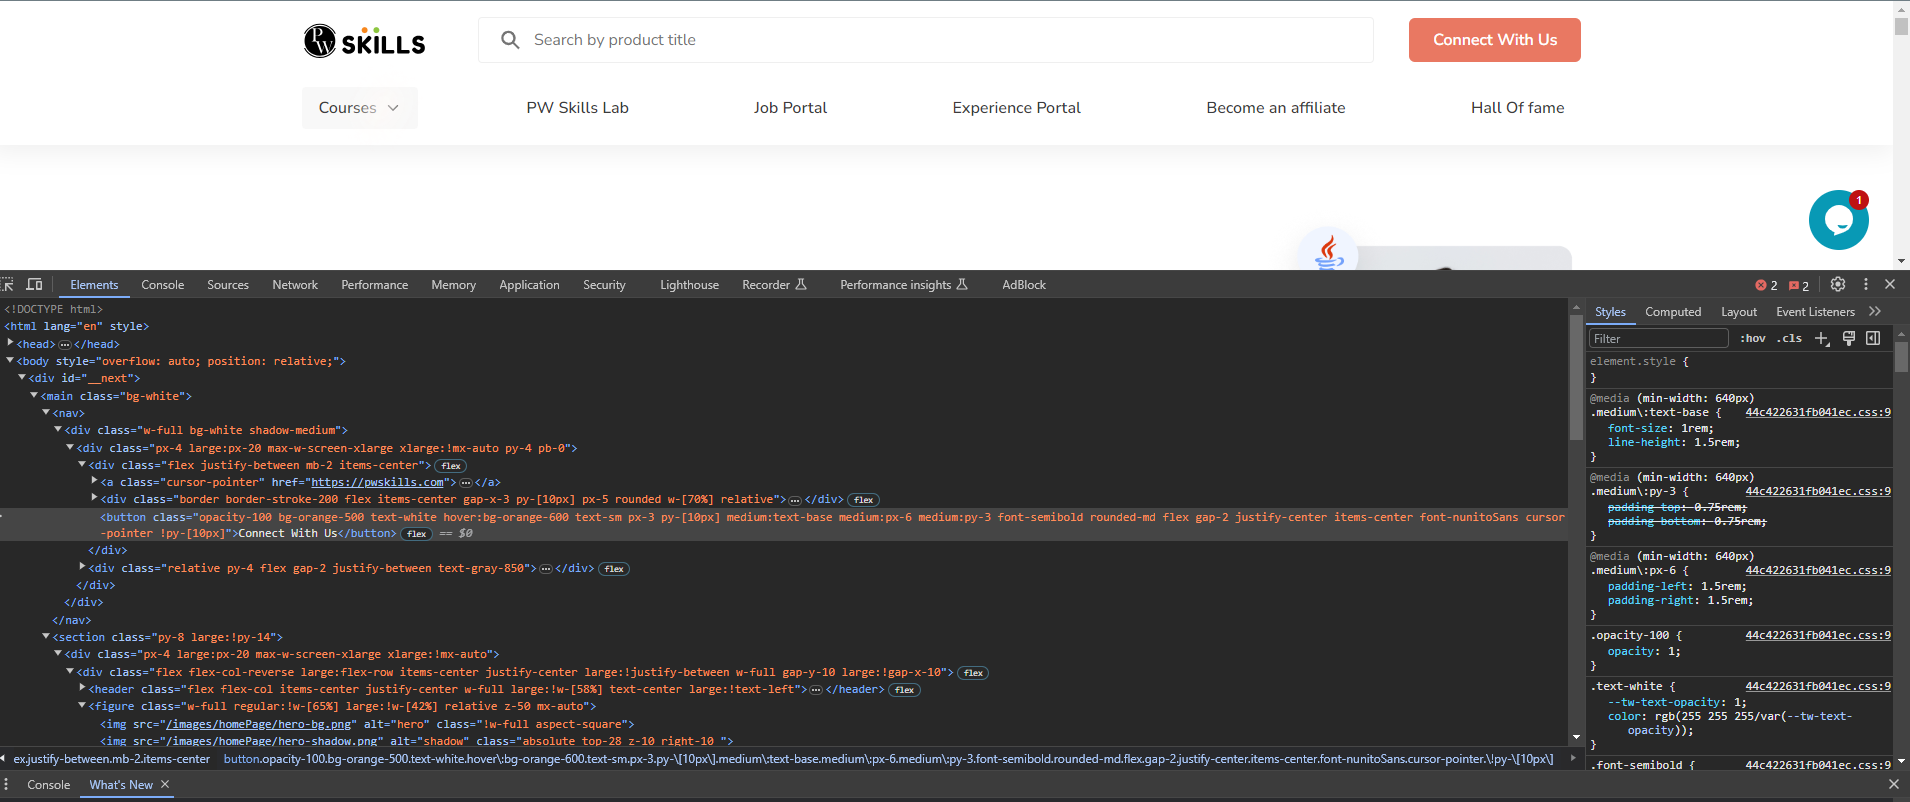 PW SKILLS
Search by product title
Connect With Us
Courses
PW Skills Lab
Job Portal
Experience Portal
Become an affiliate
Hall Of fame
1
Elements Console Sources Network Performance Memory Application Security Lighthouse Recorder Performance insights AdBlock 2 2
<!DOCTYPE html>
<html lang="en" style>
<head>…</head>
<body style="overflow: auto; position: relative;">
<div id="__next">
<main class="bg-white">
<nav>
<div class="w-full bg-white shadow-medium">
<div class="px-4 large:px-20 max-w-screen-xlarge xlarge:!mx-auto py-4 pb-0">
<div class="flex justify-between mb-2 items-center"> flex
<a class="cursor-pointer" href="https://pwskills.com">…</a>
<div class="border border-stroke-200 flex items-center gap-x-3 py-[10px] px-5 rounded w-[70%] relative">…</div> flex
<button class="opacity-100 bg-orange-500 text-white hover:bg-orange-600 text-sm px-3 py-[10px] medium:text-base medium:px-6 medium:py-3 font-semibold rounded-md flex gap-2 justify-center items-center font-nunitoSans cursor
-pointer !py-[10px]">Connect With Us</button> flex == $0
</div>
<div class="relative py-4 flex gap-2 justify-between text-gray-850">…</div> flex
</div>
</div>
</nav>
<section class="py-8 large:!py-14">
<div class="px-4 large:px-20 max-w-screen-xlarge xlarge:!mx-auto">
<div class="flex flex-col-reverse large:flex-row items-center justify-center large:!justify-between w-full gap-y-10 large:!gap-x-10"> flex
<header class="flex flex-col items-center justify-center w-full large:!w-[58%] text-center large:!text-left">…</header> flex
<figure class="w-full regular:!w-[65%] large:!w-[42%] relative z-50 mx-auto">
<img src="/images/homePage/hero-bg.png" alt="hero" class="!w-full aspect-square">
<img src="/images/homePage/hero-shadow.png" alt="shadow" class="absolute top-28 z-10 right-10 ">
ex.justify-between.mb-2.items-center button.opacity-100.bg-orange-500.text-white.hover\:bg-orange-600.text-sm.px-3.py-\[10px\].medium\:text-base.medium\:px-6.medium\:py-3.font-semibold.rounded-md.flex.gap-2.justify-center.items-center.font-nunitoSans.cursor-pointer.\!py-\[10px\]
Styles Computed Layout Event Listeners
Filter :hov .cls
element.style {
}
@media (min-width: 640px)
.medium\:text-base { 44c422631fb041ec.css:9
font-size: 1rem;
line-height: 1.5rem;
}
@media (min-width: 640px)
.medium\:py-3 { 44c422631fb041ec.css:9
padding-top: 0.75rem;
padding-bottom: 0.75rem;
}
@media (min-width: 640px)
.medium\:px-6 { 44c422631fb041ec.css:9
padding-left: 1.5rem;
padding-right: 1.5rem;
}
.opacity-100 { 44c422631fb041ec.css:9
opacity: 1;
}
.text-white { 44c422631fb041ec.css:9
--tw-text-opacity: 1;
color: rgb(255 255 255/var(--tw-text-
opacity));
}
.font-semibold { 44c422631fb041ec.css:9
Console What's New